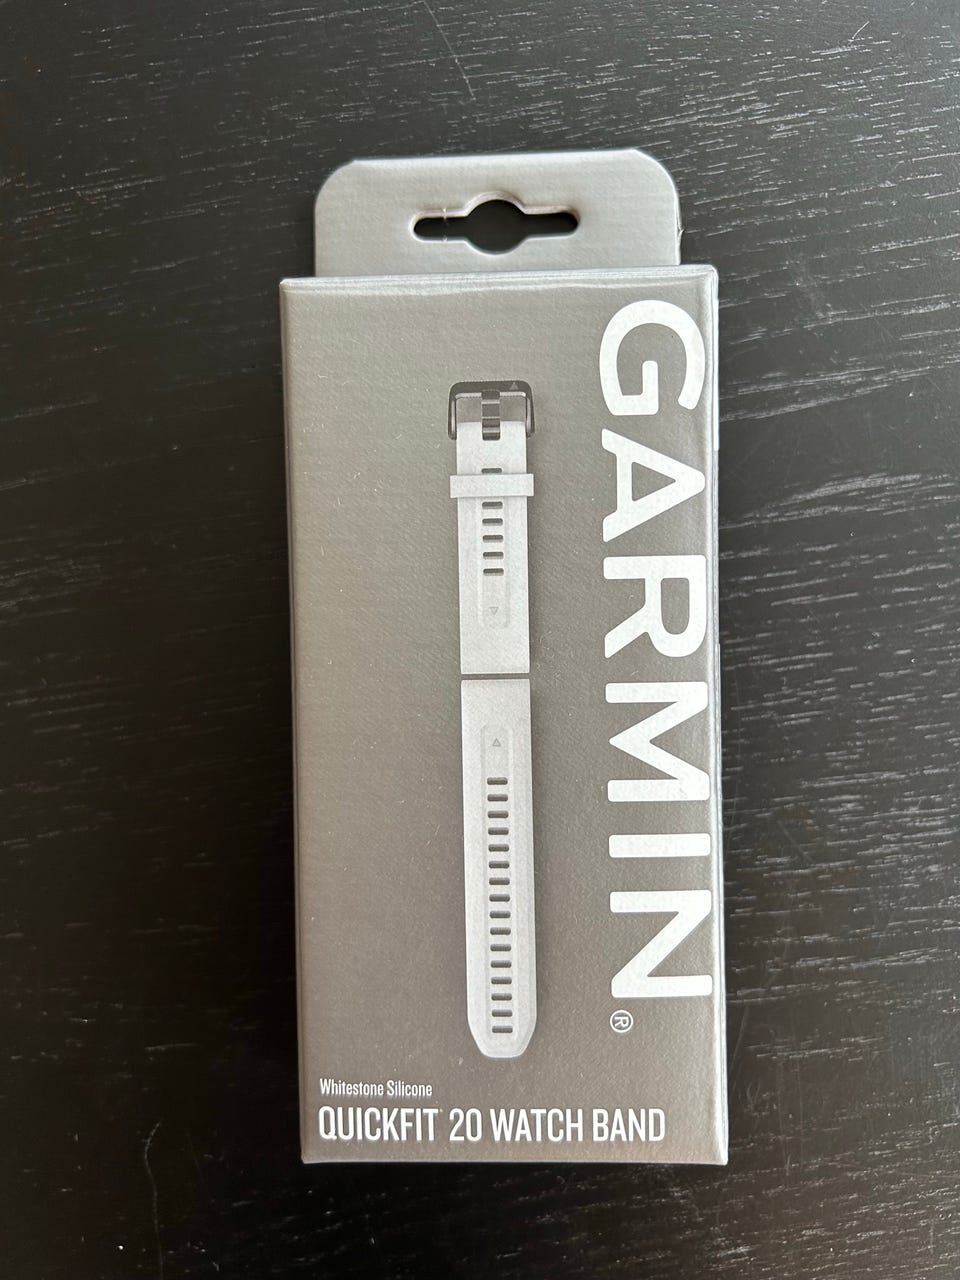 GARMIN®
Whitestone Silicone
QUICKFIT® 20 WATCH BAND